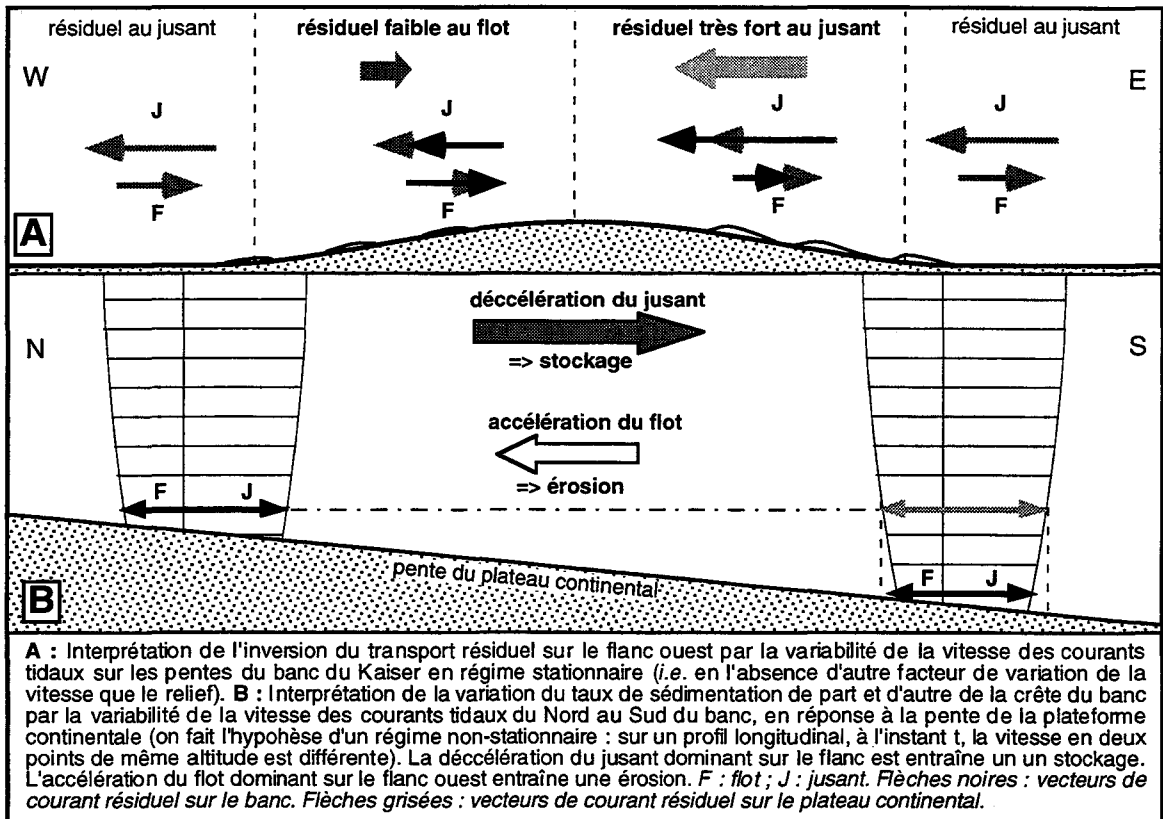 résiduel au jusant résiduel faible au flot résiduel très fort au jusant résiduel au jusant
W E
J J J J
F F F F
A
déccélération du jusant
N S
=> stockage
accélération du flot
F J => érosion
pente du plateau continental
F J
B
A : Interprétation de l'inversion du transport résiduel sur le flanc ouest par la variabilité de la vitesse des courants
tidaux sur les pentes du banc du Kaiser en régime stationnaire (i.e. en l'absence d'autre facteur de variation de la
vitesse que le relief). B : Interprétation de la variation du taux de sédimentation de part et d'autre de la crête du banc
par la variabilité de la vitesse des courants tidaux du Nord au Sud du banc, en réponse à la pente de la plateforme
continentale (on fait l'hypohèse d'un régime non-stationnaire : sur un profil longitudinal, à l'instant t, la vitesse en deux
points de même altitude est différente). La déccélération du jusant dominant sur le flanc est entraîne un un stockage.
L'accélération du flot dominant sur le flanc ouest entraîne une érosion. F : flot ; J : jusant. Flèches noires : vecteurs de
courant résiduel sur le banc. Flèches grisées : vecteurs de courant résiduel sur le plateau continental.